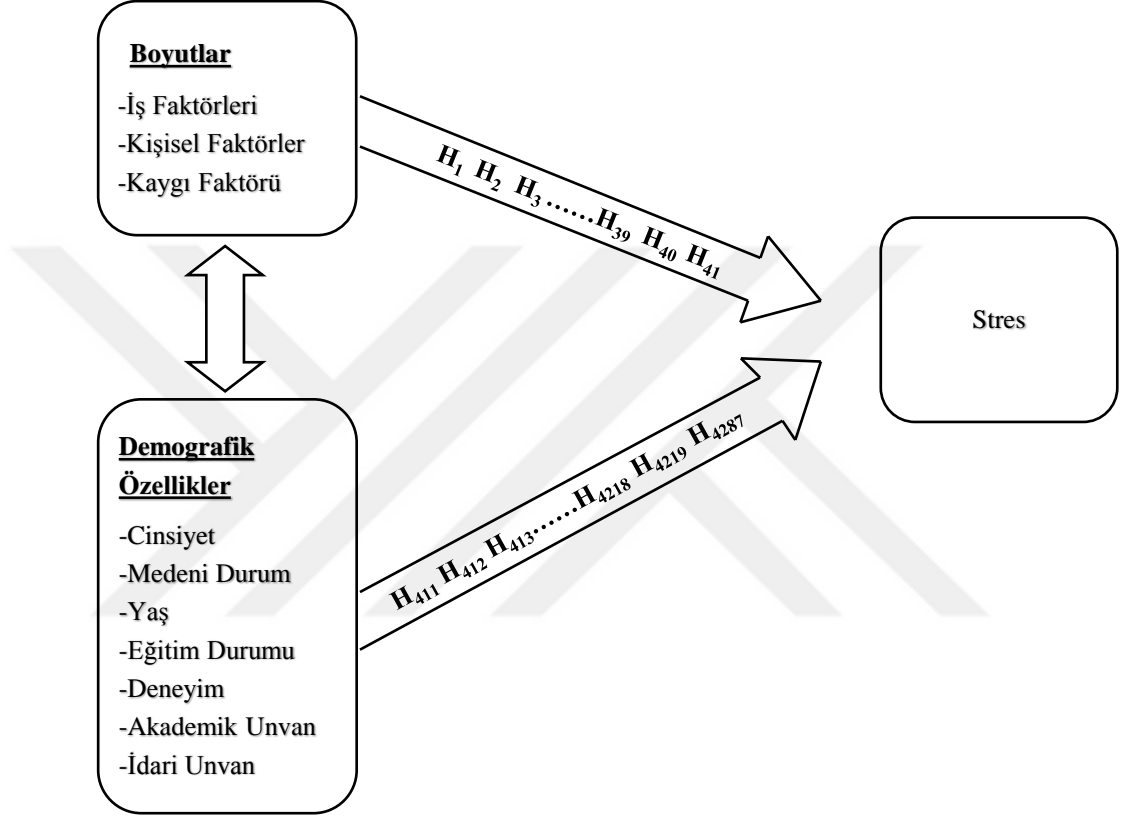 Boyutlar
-İş Faktörleri
-Kişisel Faktörler
-Kaygı Faktörü
H₁ H₂ H₃ ......H₃₉ H₄₀ H₄₁
Stres
H₄₁₁ H₄₁₂ H₄₁₃......H₄₂₁₈ H₄₂₁₉ H₄₂₈₇
Demografik
Özellikler
-Cinsiyet
-Medeni Durum
-Yaş
-Eğitim Durumu
-Deneyim
-Akademik Unvan
-İdari Unvan